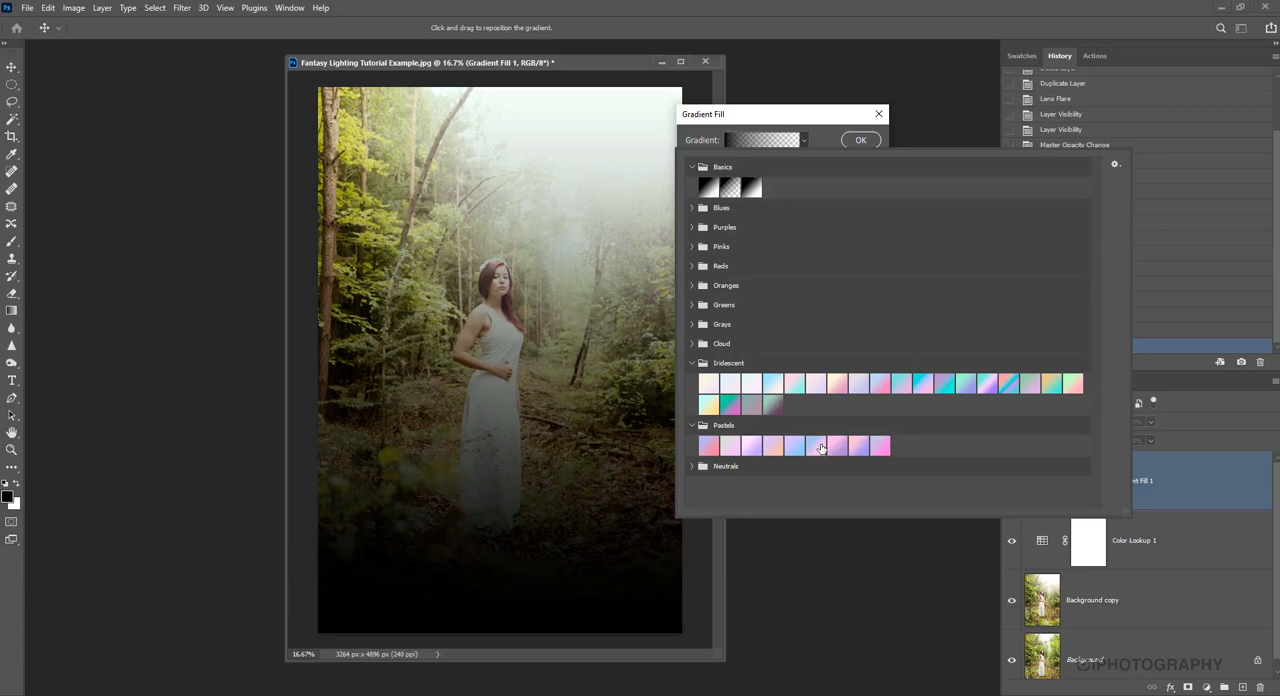 Ps File Edit Image Layer Type Select Filter 3D View Plugins Window Help
Click and drag to reposition the gradient.
Fantasy Lighting Tutorial Example.jpg @ 16.7% (Gradient Fill 1, RGB/8*) *
Swatches History Actions
Duplicate Layer
Lens Flare
Layer Visibility
Layer Visibility
Master Opacity Change
Gradient Fill
Gradient: OK
Basics
Blues
Purples
Pinks
Reds
Oranges
Greens
Grays
Cloud
Iridescent
Pastels
Neutrals
Color Lookup 1
Background copy
Background
iPHOTOGRAPHY
16.67% 3264 px x 4896 px (240 ppi)
fx